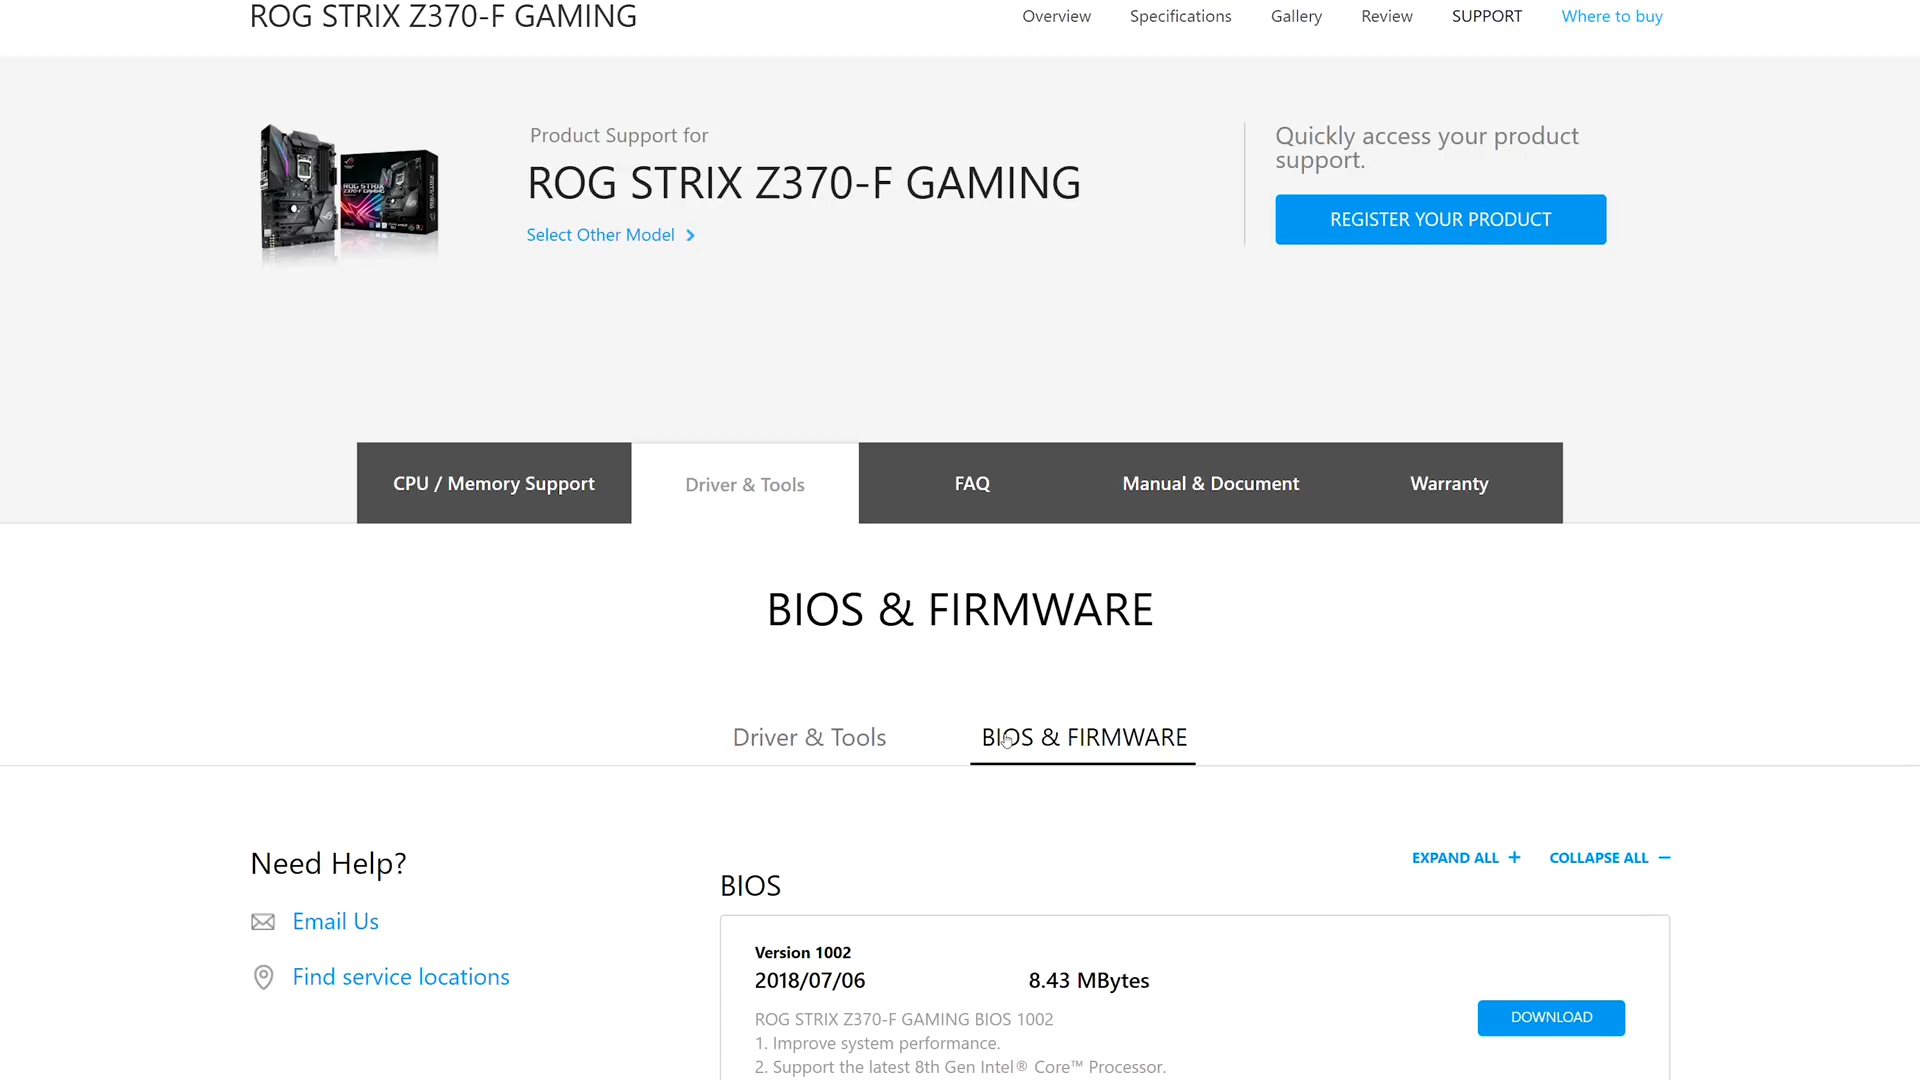 ROG STRIX Z370-F GAMING
Overview Specifications Gallery Review SUPPORT Where to buy
Product Support for
ROG STRIX Z370-F GAMING
Select Other Model
Quickly access your product
support.
REGISTER YOUR PRODUCT
CPU / Memory Support Driver & Tools FAQ Manual & Document Warranty
BIOS & FIRMWARE
Driver & Tools BIOS & FIRMWARE
Need Help?
Email Us
Find service locations
EXPAND ALL + COLLAPSE ALL −
BIOS
Version 1002
2018/07/06 8.43 MBytes
DOWNLOAD
ROG STRIX Z370-F GAMING BIOS 1002
1. Improve system performance.
2. Support the latest 8th Gen Intel® Core™ Processor.